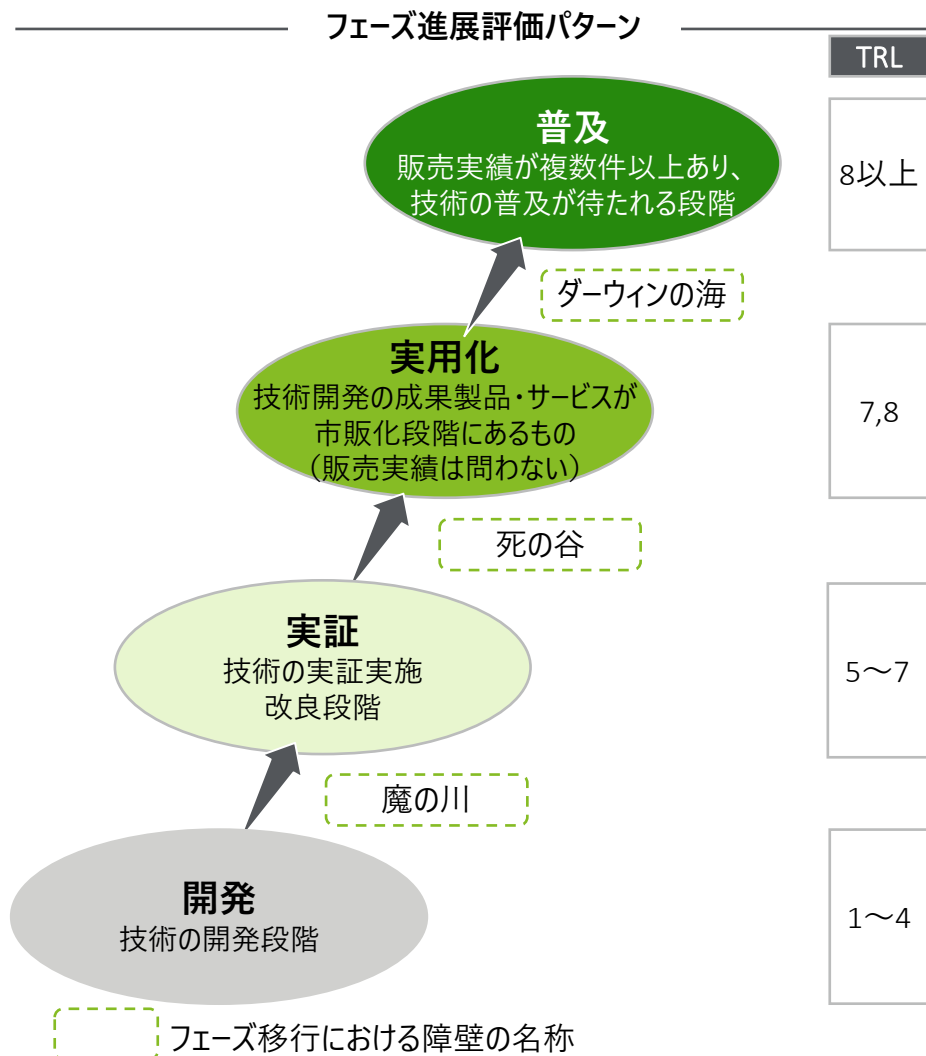 フェーズ進展評価パターン
TRL
普及
販売実績が複数件以上あり、
技術の普及が待たれる段階
8以上
ダーウィンの海
実用化
技術開発の成果製品・サービスが
市販化段階にあるもの
（販売実績は問わない）
7,8
死の谷
実証
技術の実証実施
改良段階
5～7
魔の川
開発
技術の開発段階
1～4
フェーズ移行における障壁の名称